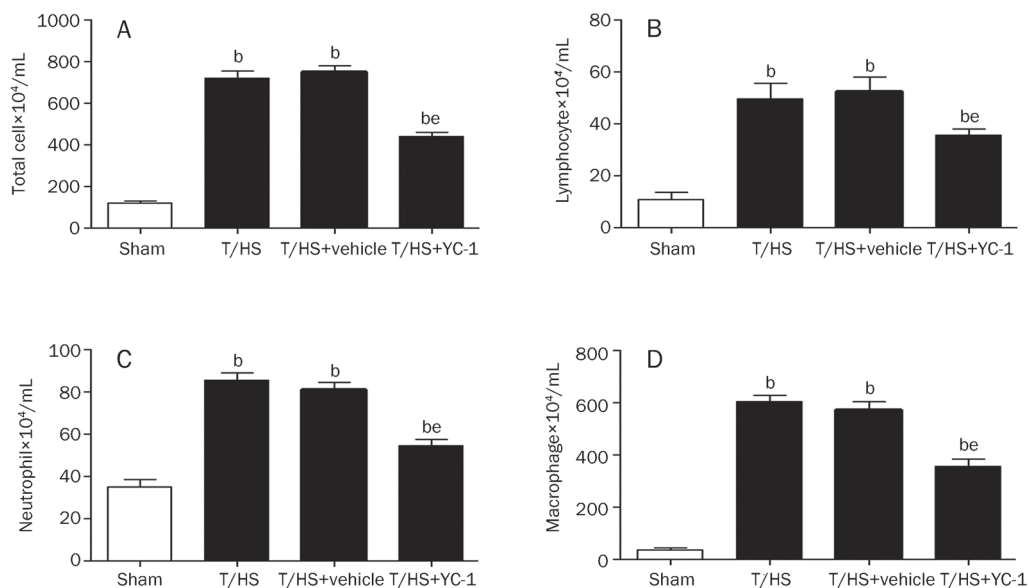 A
Total cell×10⁴/mL
1000
800
600
400
200
0
b
b
be
Sham
T/HS
T/HS+vehicle
T/HS+YC-1
B
Lymphocyte×10⁴/mL
80
60
40
20
0
b
b
be
Sham
T/HS
T/HS+vehicle
T/HS+YC-1
C
Neutrophil×10⁴/mL
100
80
60
40
20
0
b
b
be
Sham
T/HS
T/HS+vehicle
T/HS+YC-1
D
Macrophage×10⁴/mL
800
600
400
200
0
b
b
be
Sham
T/HS
T/HS+vehicle
T/HS+YC-1